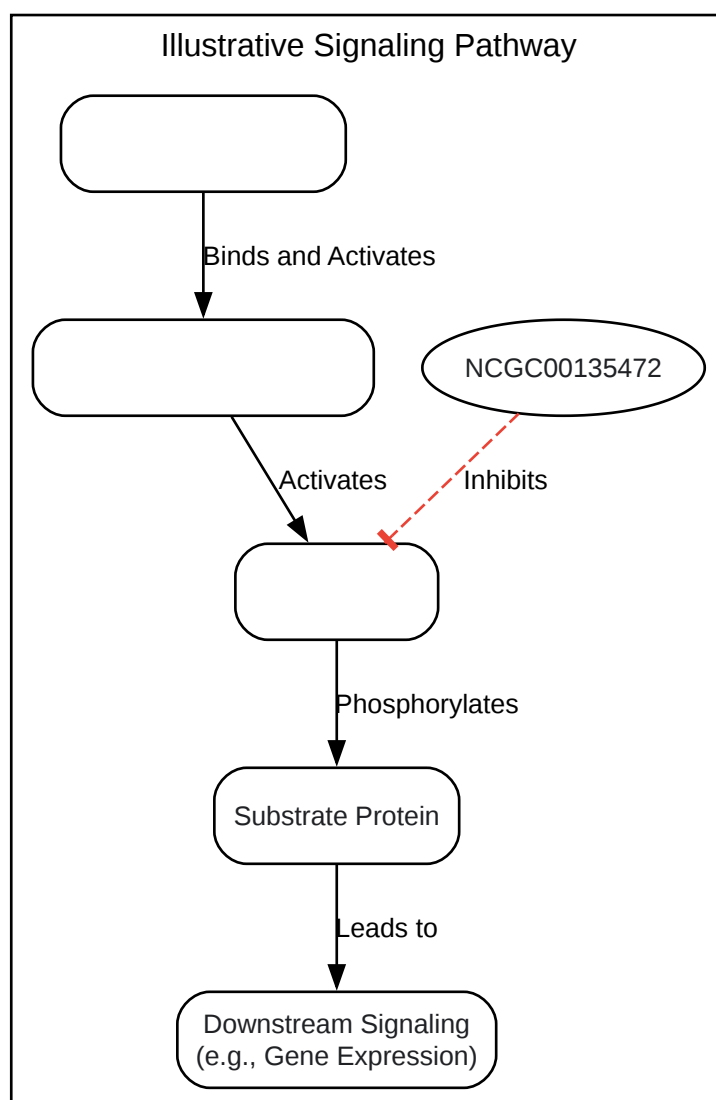 Illustrative Signaling Pathway
Binds and Activates
NCGC00135472
Activates
Inhibits
Phosphorylates
Substrate Protein
Leads to
Downstream Signaling
(e.g., Gene Expression)